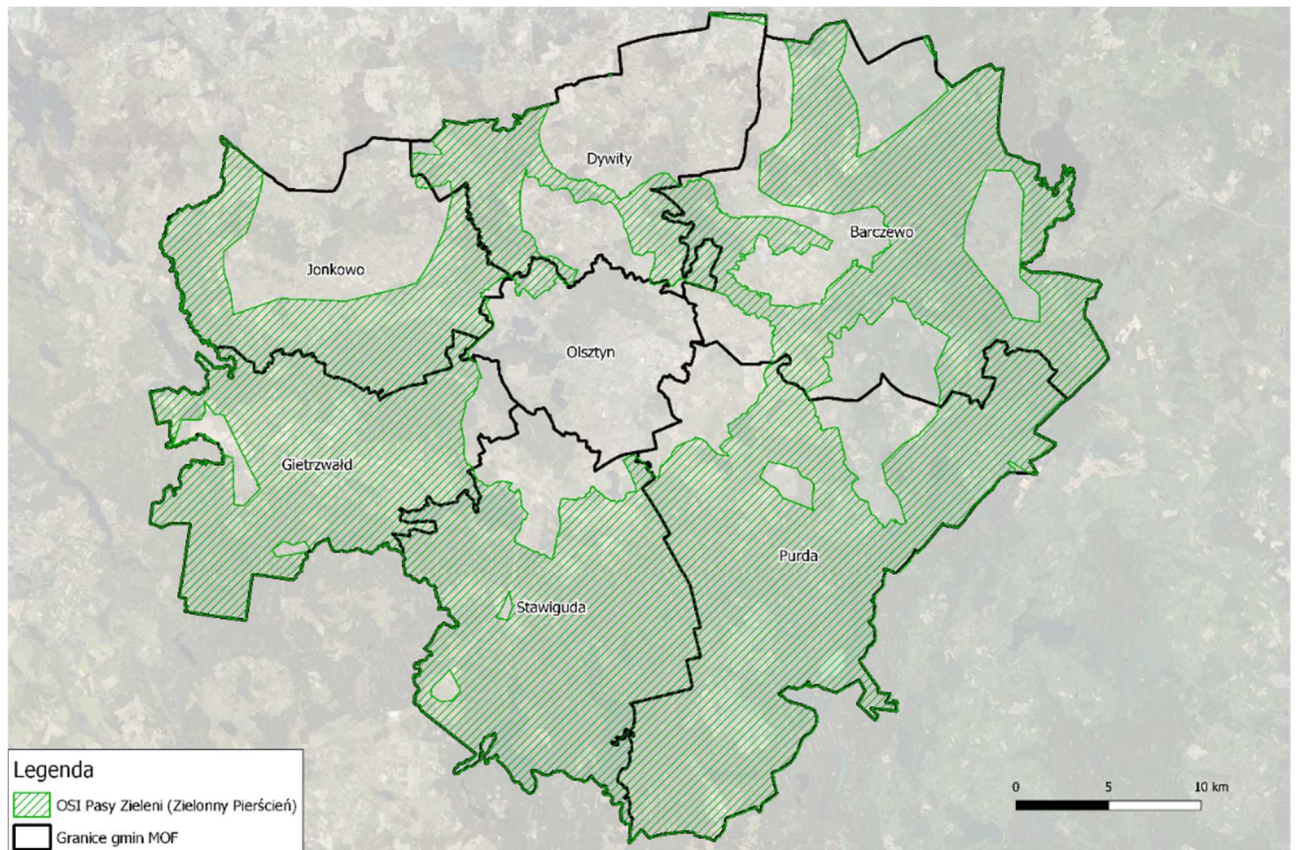 Dywity
Barczewo
Jonkowo
Olsztyn
Gietrzwałd
Purda
Stawiguda
Legenda
OSI Pasy Zieleni (Zielonny Pierścień)
Granice gmin MOF
0 5 10 km